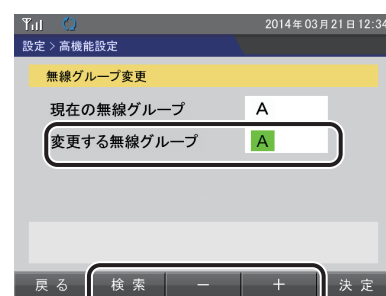 2014年03月21日12:34
設定 > 高機能設定
無線グループ変更
現在の無線グループ A
変更する無線グループ A
戻る 検索 － ＋ 決定